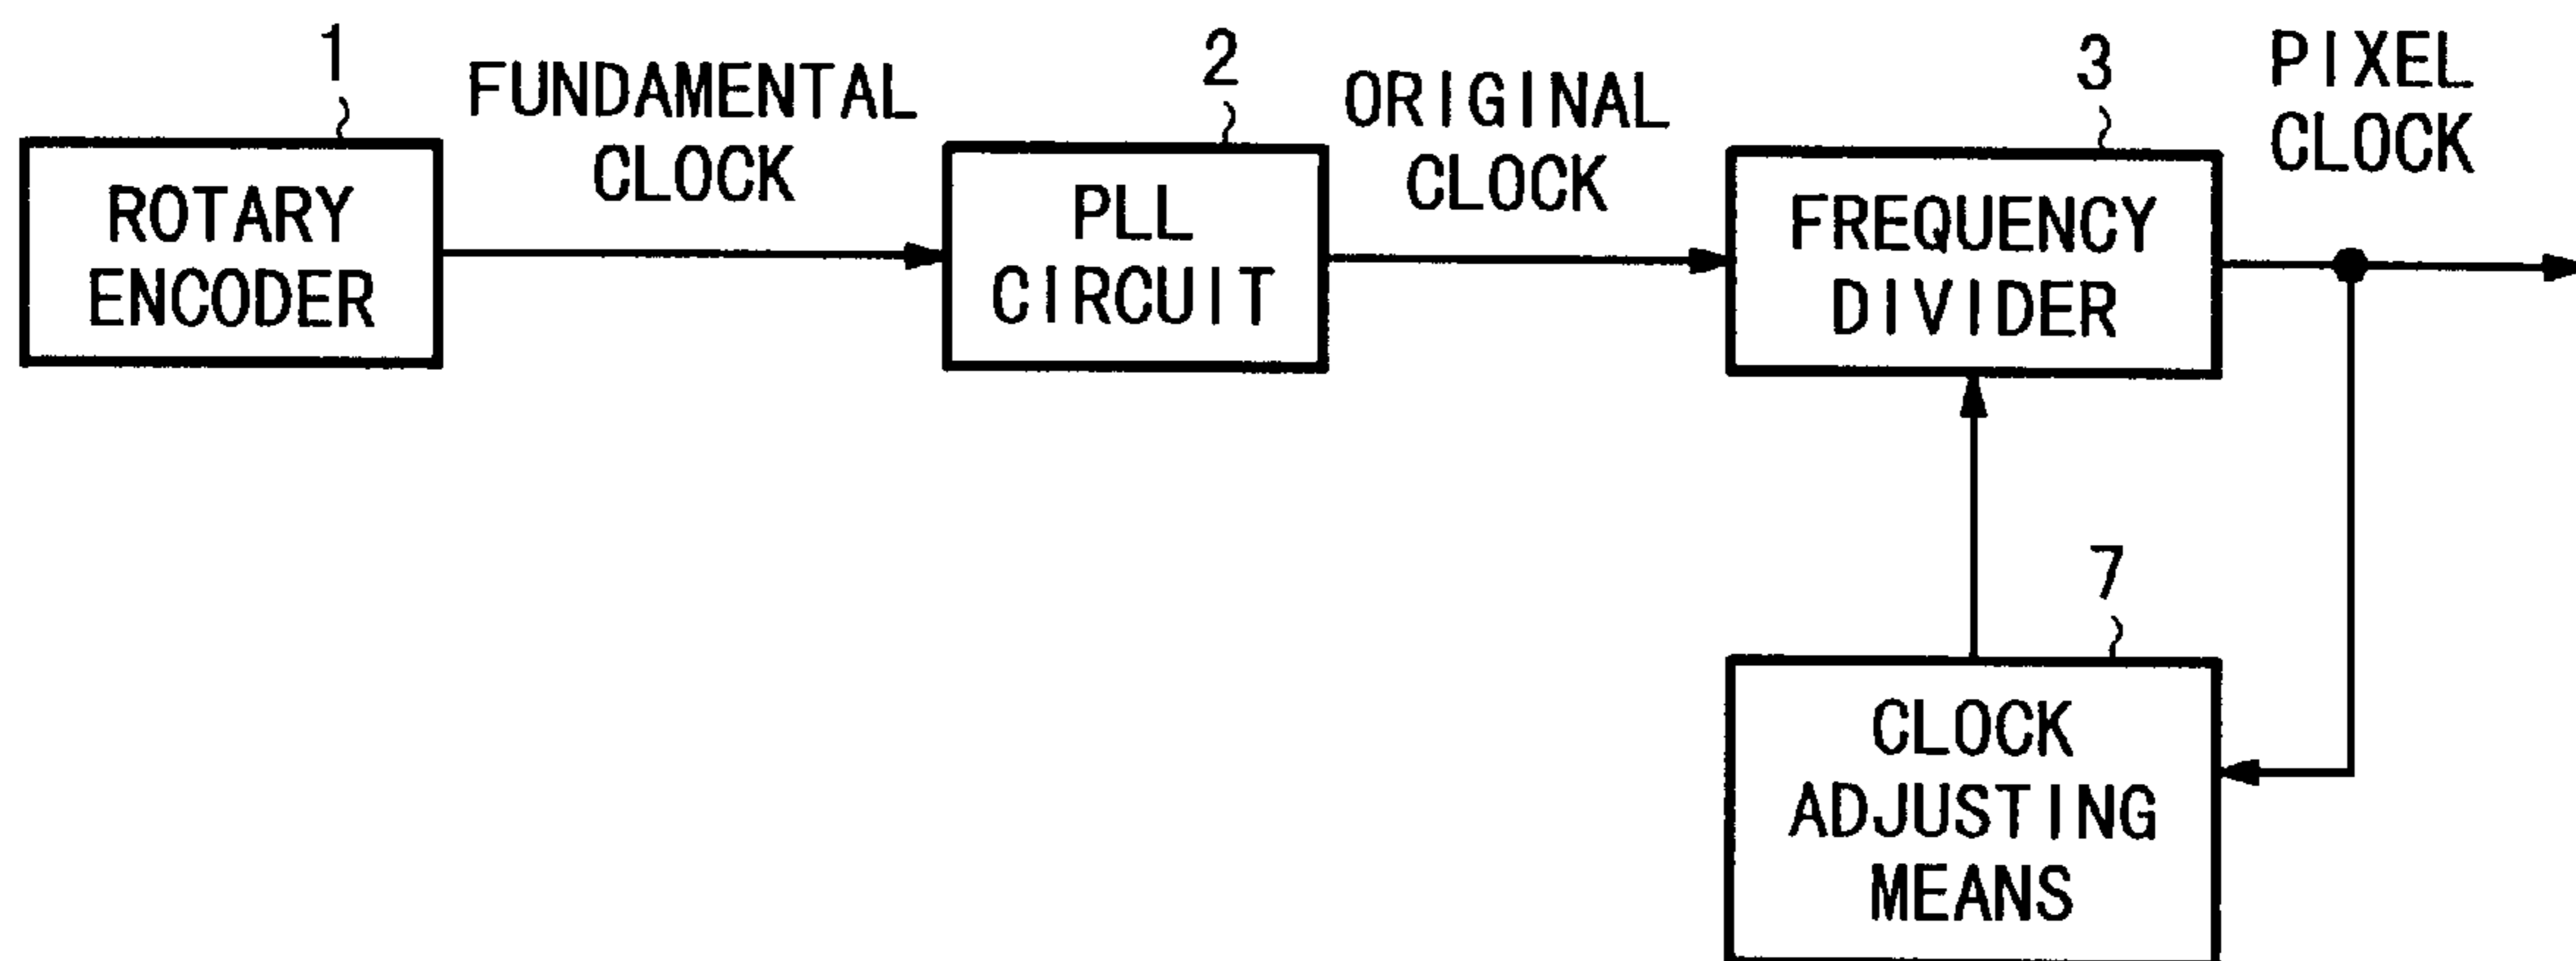 1
FUNDAMENTAL
CLOCK
2
ORIGINAL
CLOCK
3
PIXEL
CLOCK
ROTARY
ENCODER
PLL
CIRCUIT
FREQUENCY
DIVIDER
7
CLOCK
ADJUSTING
MEANS